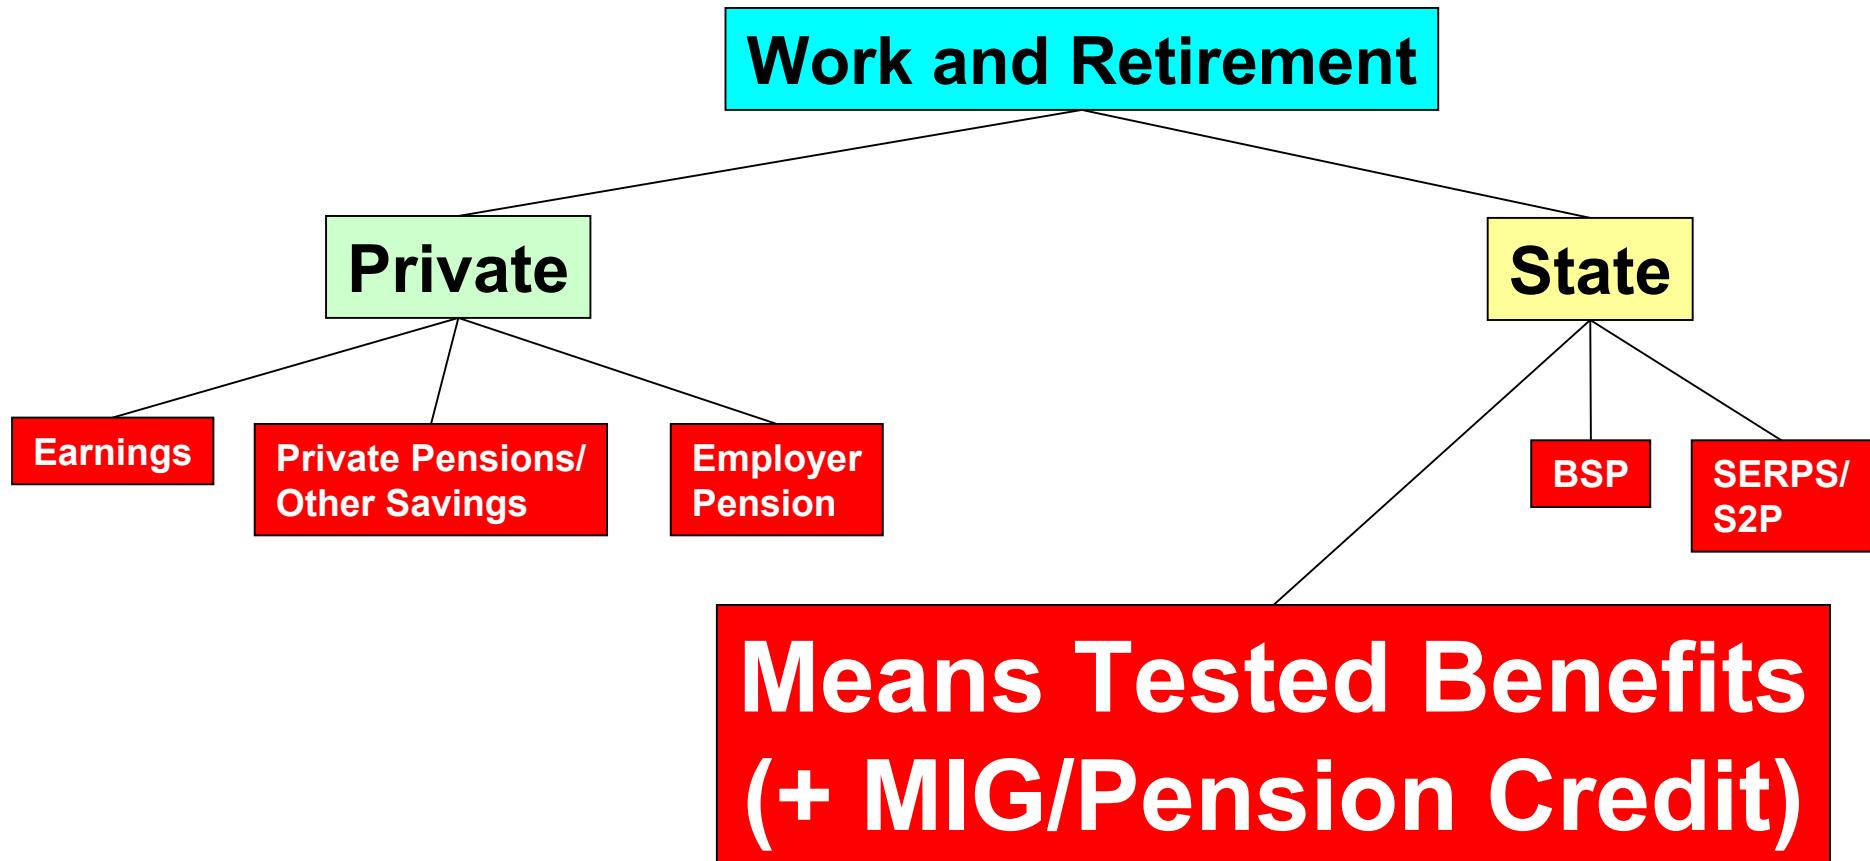 Work and Retirement
Private
State
Earnings
Private Pensions/
Other Savings
Employer
Pension
BSP
SERPS/
S2P
Means Tested Benefits
(+ MIG/Pension Credit)